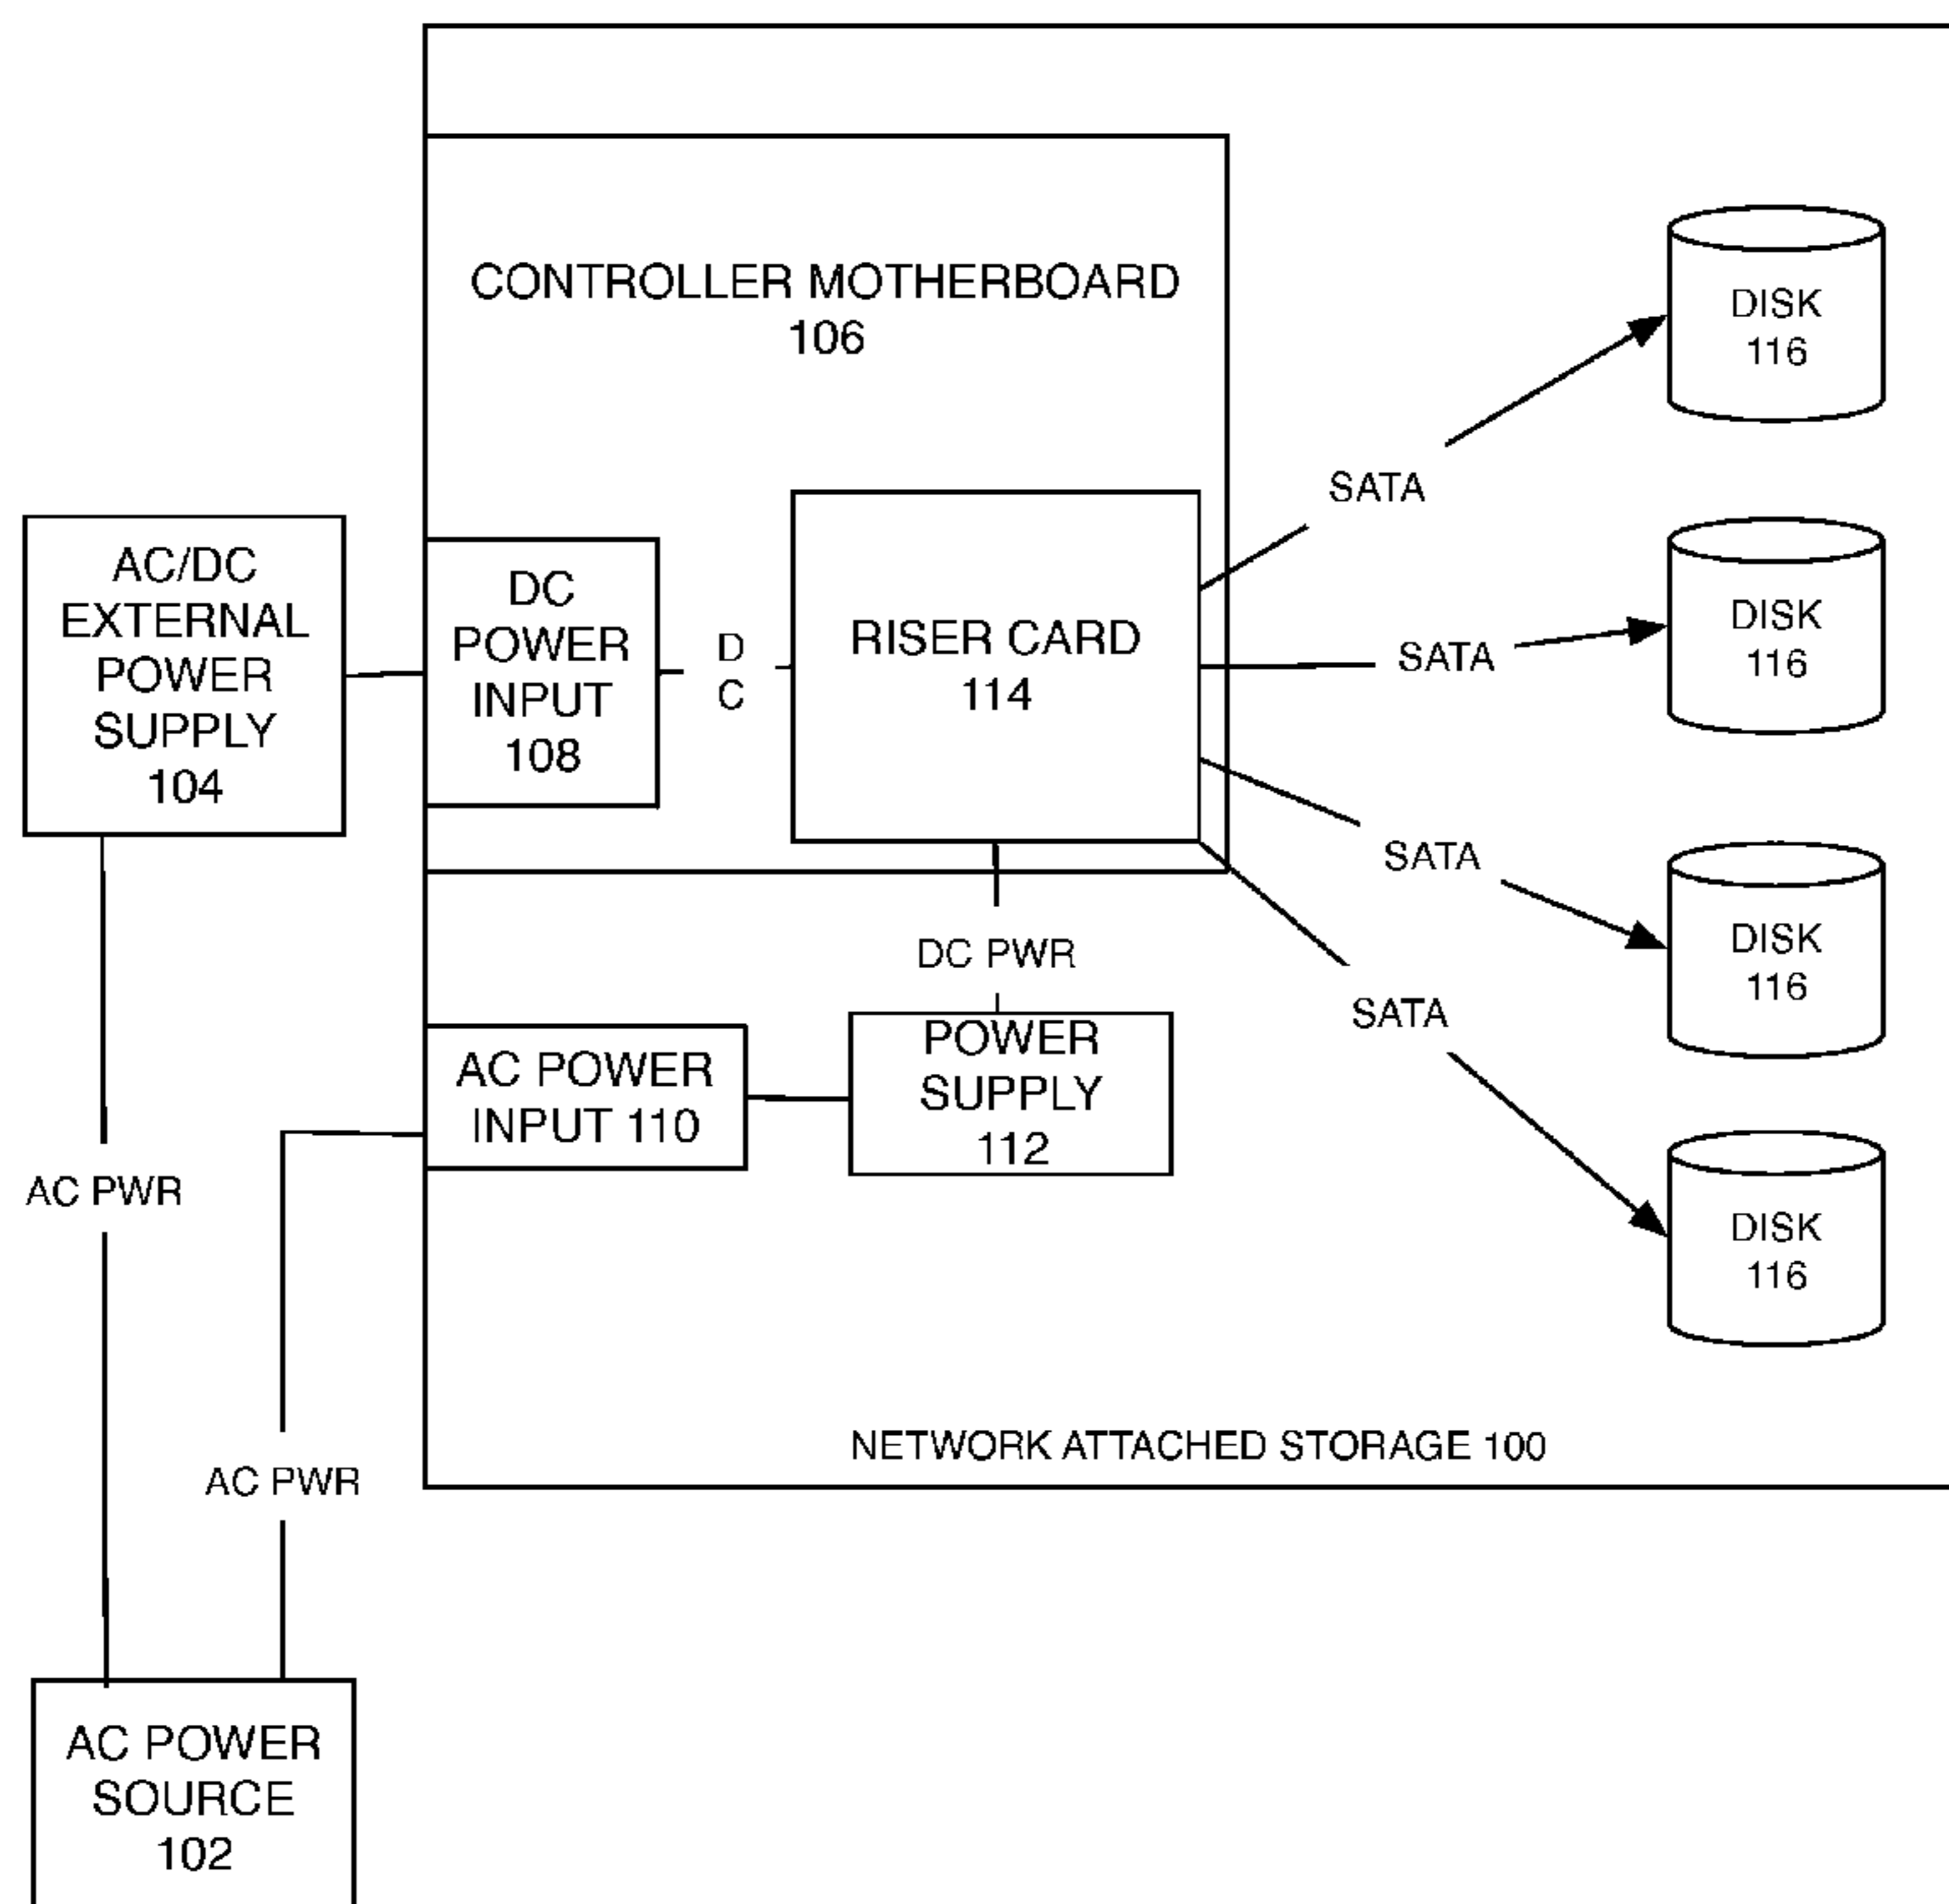 CONTROLLER MOTHERBOARD
106
DISK
116
SATA
AC/DC
EXTERNAL
POWER
SUPPLY
104
DC
POWER
INPUT
108
D
C
RISER CARD
114
SATA
DISK
116
SATA
DISK
116
DC PWR
SATA
AC POWER
INPUT 110
POWER
SUPPLY
112
DISK
116
AC PWR
AC PWR
NETWORK ATTACHED STORAGE 100
AC POWER
SOURCE
102